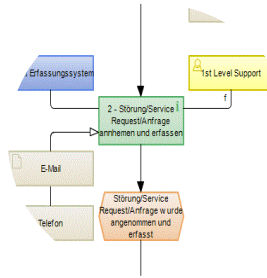 Erfassungssystem
1st Level Support
f
2 - Störung/Service
Request/Anfrage
annhemen und erfassen
E-Mail
Störung/Service
Request/Anfrage wurde
angenommen und
erfasst
Telefon